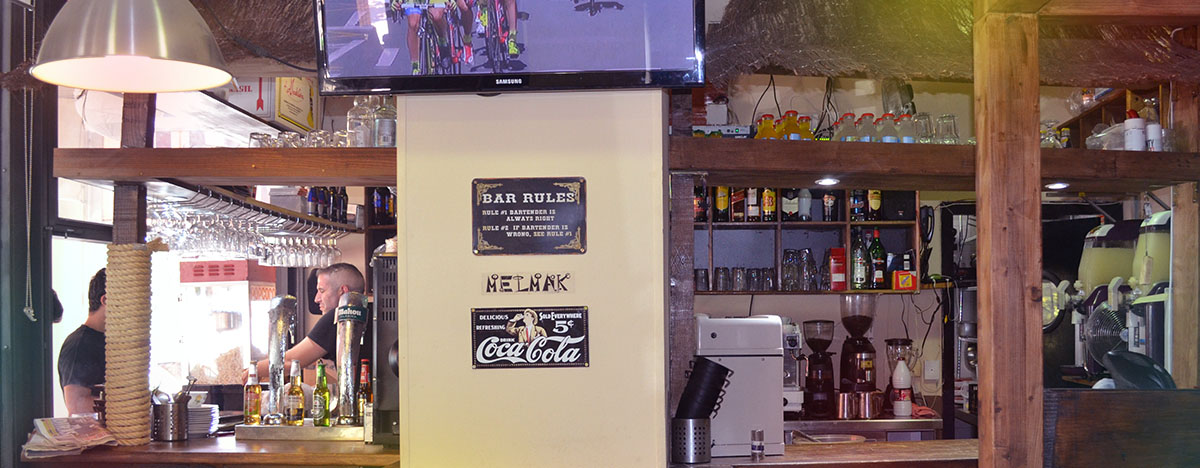 SAMSUNG
BAR RULES
RULE #1 BARTENDER IS
ALWAYS RIGHT
RULE #2 IF BARTENDER IS
WRONG, SEE RULE #1
MELMAK
DELICIOUS
REFRESHING
SOLD EVERYWHERE
5¢
DRINK
Coca-Cola
Mahou